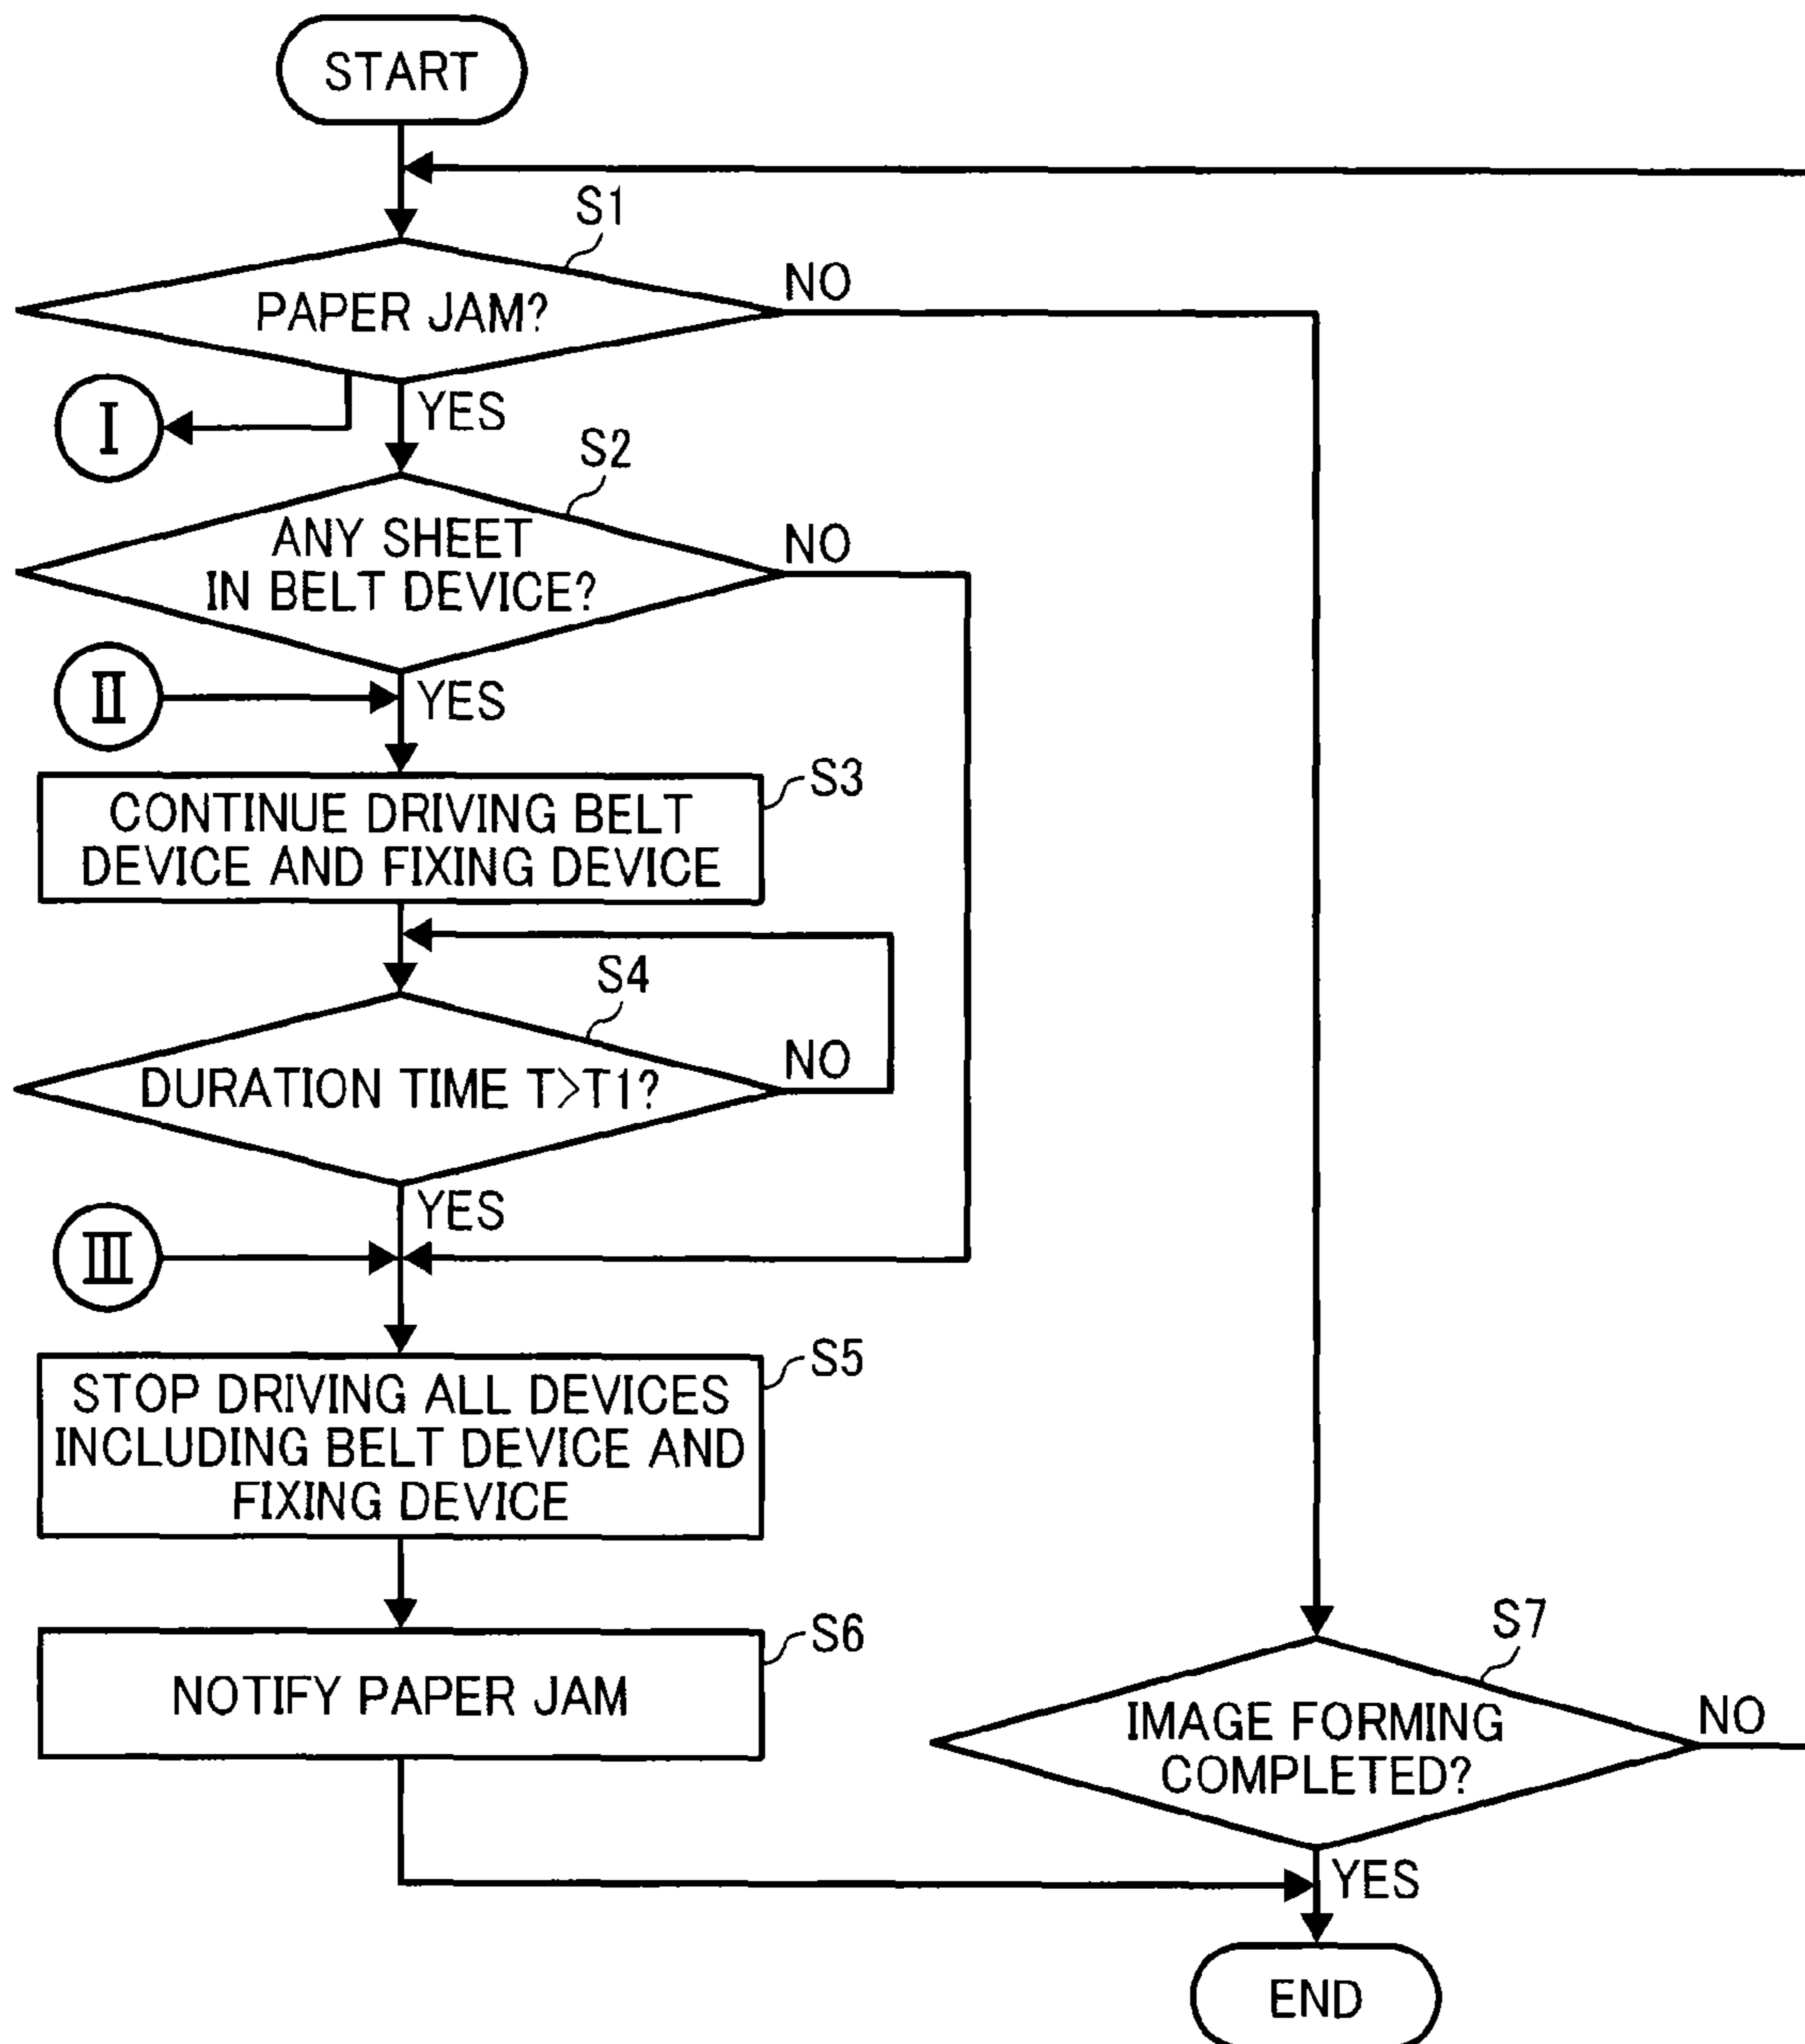 START
S1
PAPER JAM?
NO
I
YES
S2
ANY SHEET
IN BELT DEVICE?
NO
II
YES
S3
CONTINUE DRIVING BELT
DEVICE AND FIXING DEVICE
S4
DURATION TIME T>T1?
NO
YES
III
S5
STOP DRIVING ALL DEVICES
INCLUDING BELT DEVICE AND
FIXING DEVICE
S6
NOTIFY PAPER JAM
S7
IMAGE FORMING
COMPLETED?
NO
YES
END